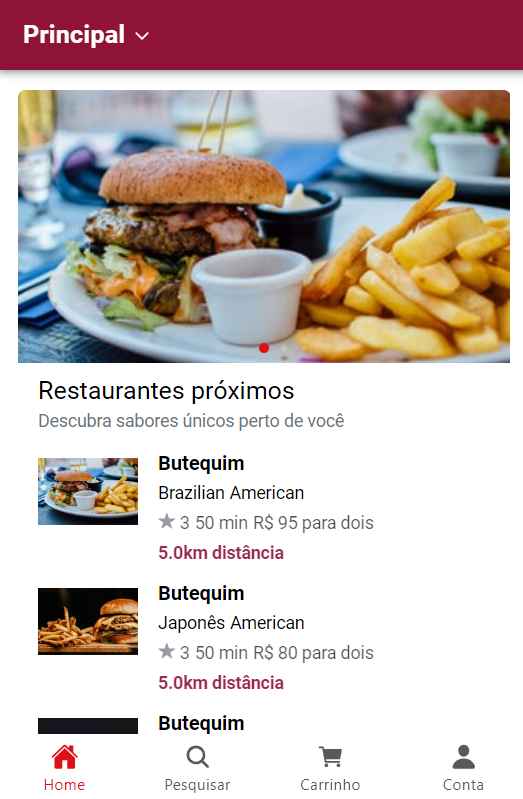 Principal
Restaurantes próximos
Descubra sabores únicos perto de você
Butequim
Brazilian American
★ 3 50 min R$ 95 para dois
5.0km distância
Butequim
Japonês American
★ 3 50 min R$ 80 para dois
5.0km distância
Butequim
Home Pesquisar Carrinho Conta